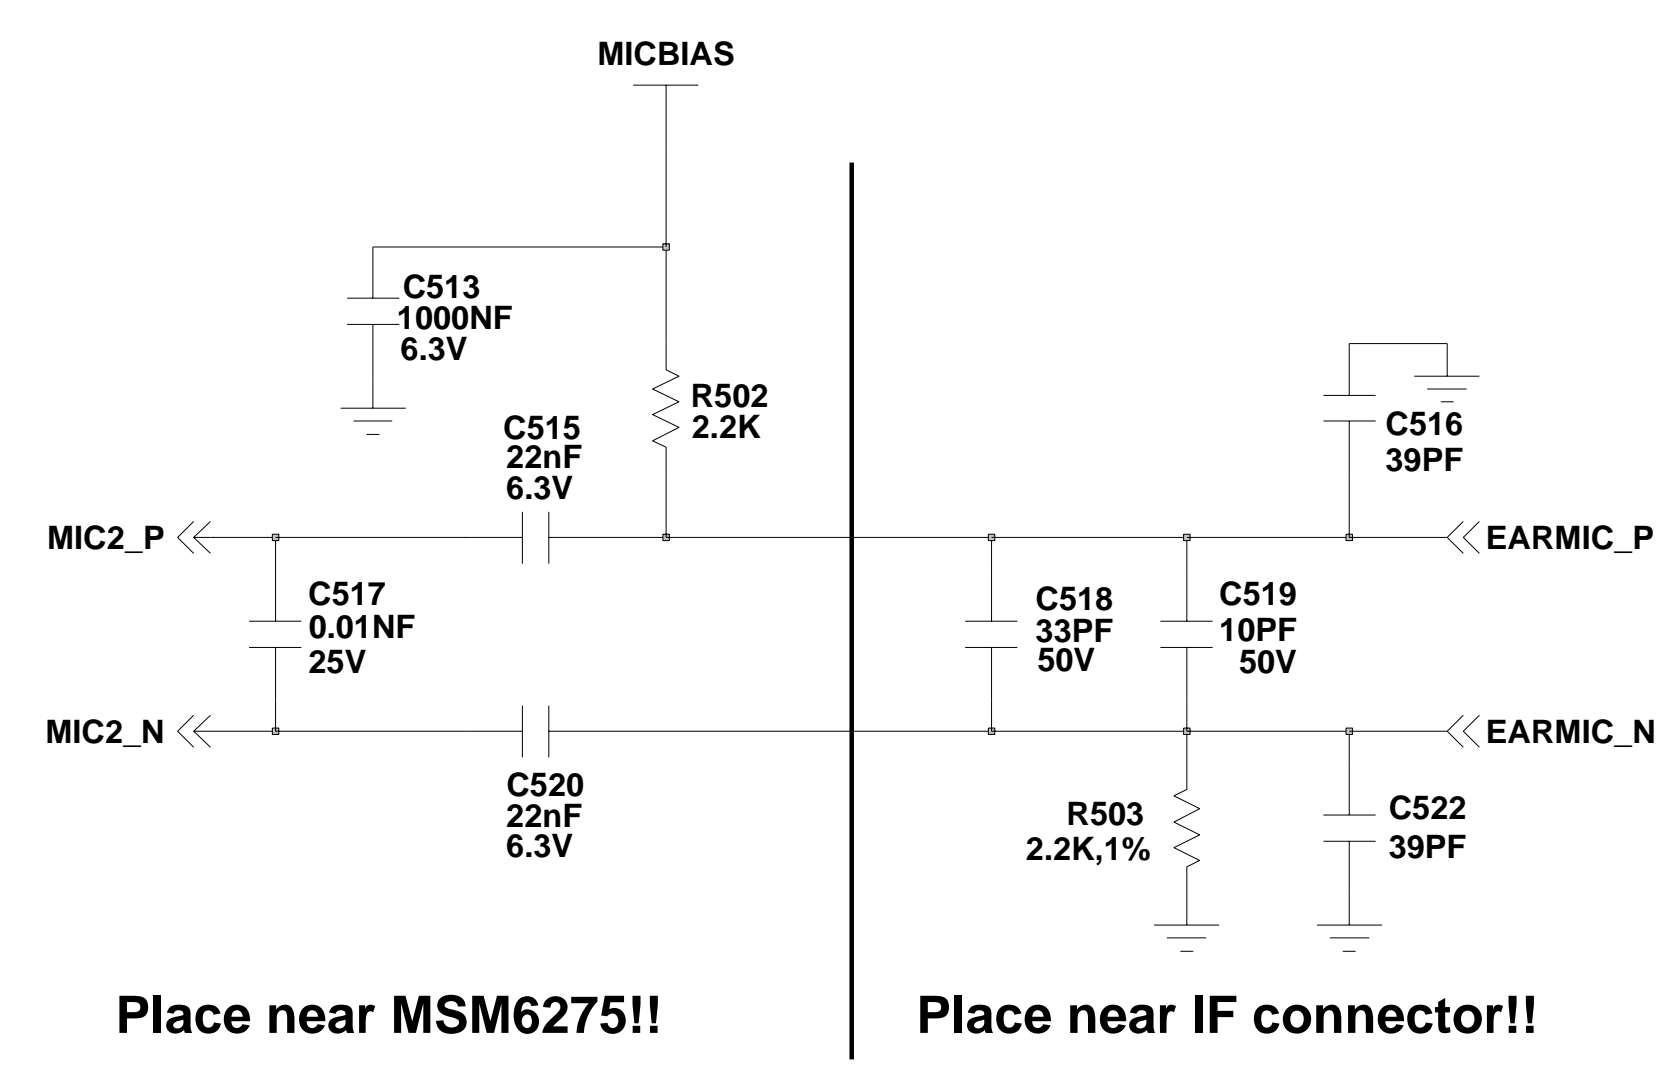 MICBIAS
C513
1000NF
6.3V
R502
2.2K
C515
22nF
6.3V
C516
39PF
MIC2_P
EARMIC_P
C517
0.01NF
25V
C518
33PF
50V
C519
10PF
50V
MIC2_N
EARMIC_N
C520
22nF
6.3V
R503
2.2K,1%
C522
39PF
Place near MSM6275!!
Place near IF connector!!